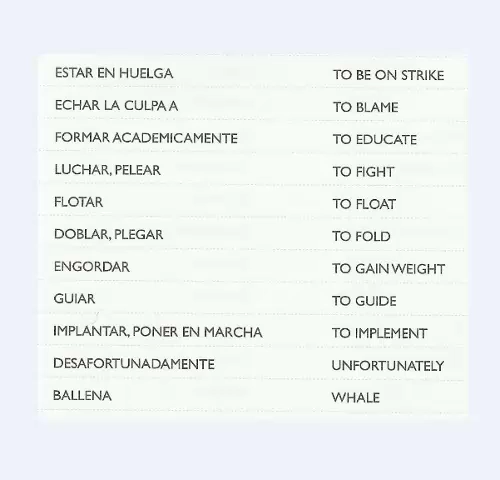 ESTAR EN HUELGA TO BE ON STRIKE
ECHAR LA CULPA A TO BLAME
FORMAR ACADEMICAMENTE TO EDUCATE
LUCHAR, PELEAR TO FIGHT
FLOTAR TO FLOAT
DOBLAR, PLEGAR TO FOLD
ENGORDAR TO GAIN WEIGHT
GUIAR TO GUIDE
IMPLANTAR, PONER EN MARCHA TO IMPLEMENT
DESAFORTUNADAMENTE UNFORTUNATELY
BALLENA WHALE